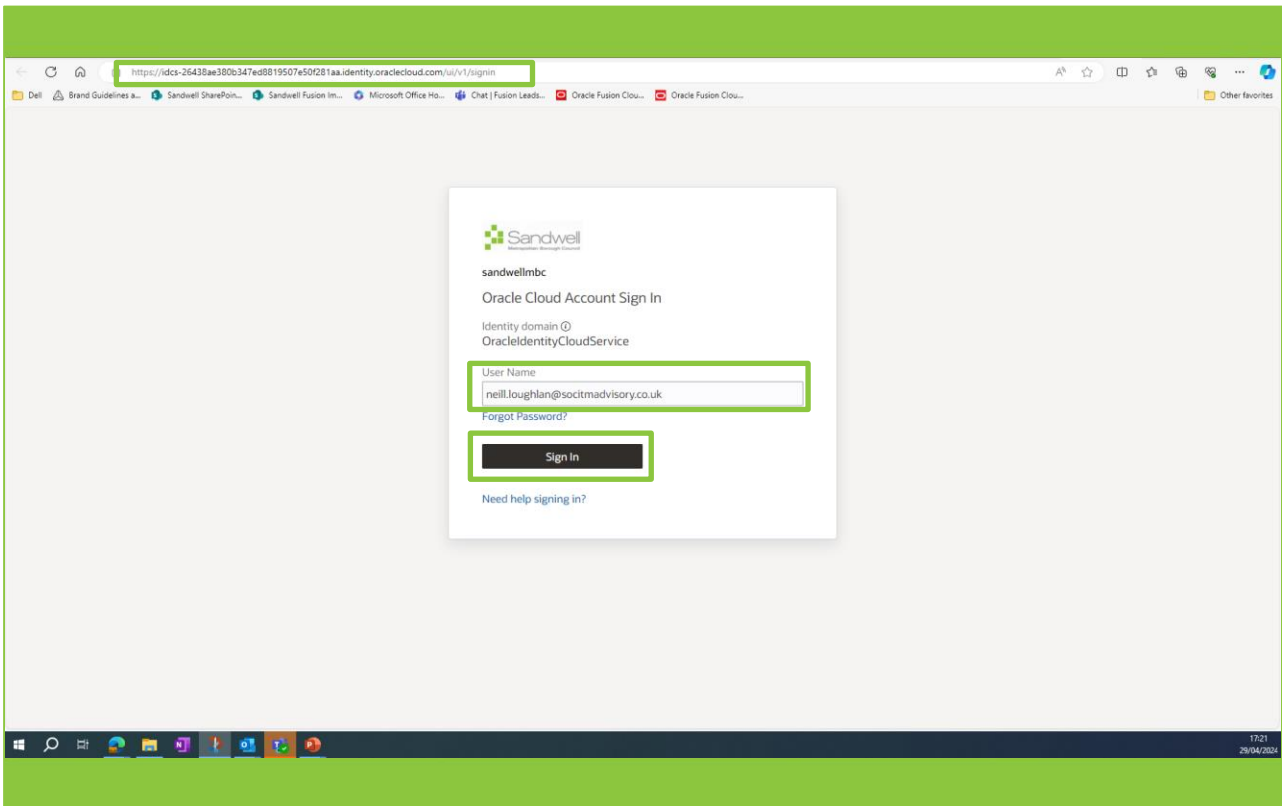 https://idcs-26438ae380b347ed8819507e50f281aa.identity.oraclecloud.com/ui/v1/signin
Dell Brand Guidelines a... Sandwell SharePoin... Sandwell Fusion Im... Microsoft Office Ho... Chat | Fusion Leads... Oracle Fusion Clou... Oracle Fusion Clou... Other favorites
Sandwell
Metropolitan Borough Council
sandwellmbc
Oracle Cloud Account Sign In
Identity domain
OracleIdentityCloudService
User Name
neill.loughlan@socitmadvisory.co.uk
Forgot Password?
Sign In
Need help signing in?
17:21
29/04/2024